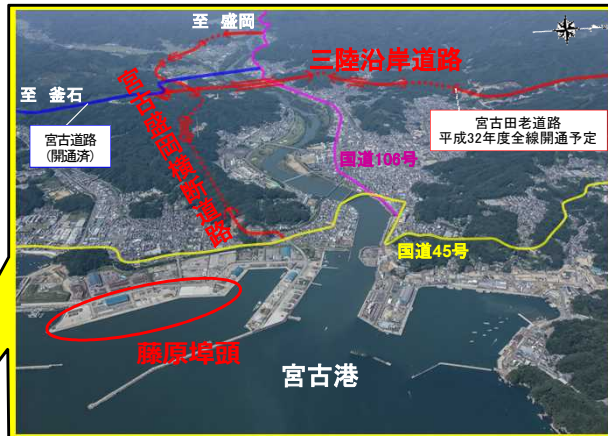 至 盛岡
三陸沿岸道路
至 釜石
宮古道路
(開通済)
宮古盛岡横断道路
宮古田老道路
平成32年度全線開通予定
国道106号
国道45号
藤原埠頭
宮古港